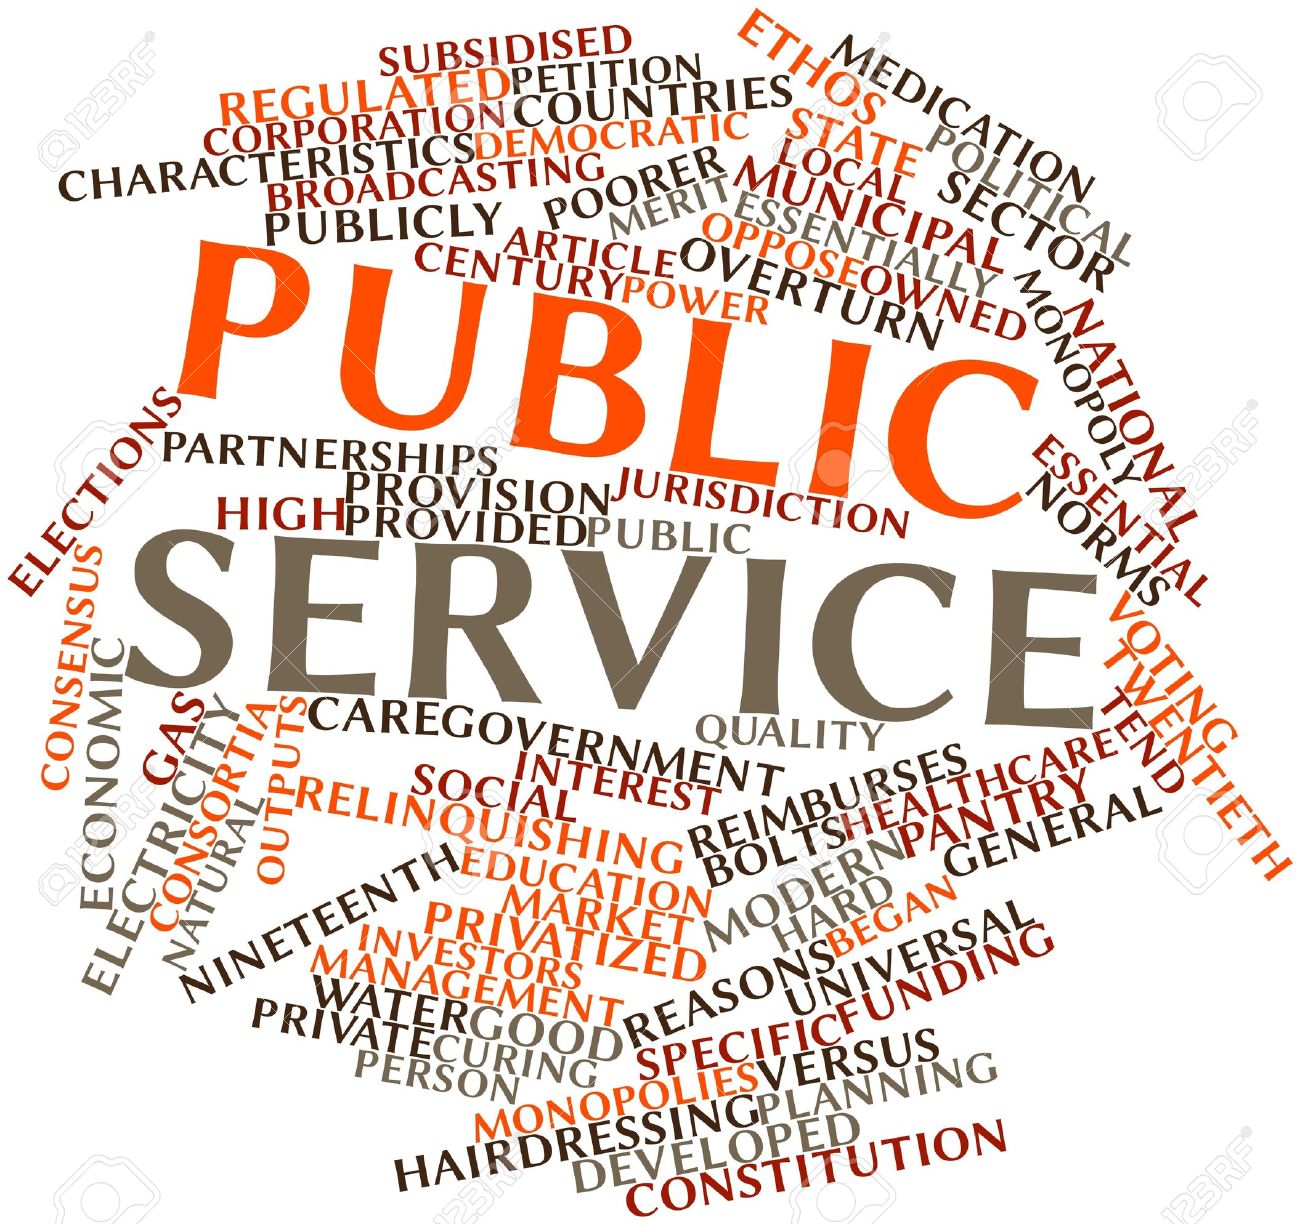 SUBSIDISED
REGULATED PETITION
CORPORATION COUNTRIES
CHARACTERISTICS DEMOCRATIC
BROADCASTING
PUBLICLY
POORER
MERIT
ETHOS
MEDICATION
STATE
POLITICAL
LOCAL
SECTOR
MUNICIPAL
ESSENTIALLY
OPPOSE OWNED
OVERTURN
ARTICLE
CENTURY POWER
MONOPOLY
NATIONAL
PUBLIC
ELECTIONS
PARTNERSHIPS
PROVISION
JURISDICTION
HIGH PROVIDED PUBLIC
ESSENTIAL
NORMS
SERVICE
CONSENSUS
ECONOMIC
GAS
ELECTRICITY
CONSORTIA
NATURAL
OUTPUTS
VOTING
TWENTIETH
TEND
CARE GOVERNMENT
QUALITY
INTEREST
SOCIAL
RELINQUISHING
REIMBURSES
HEALTHCARE
BOLTS
PANTRY
GENERAL
MODERN
HARD
BEGAN
NINETEENTH
EDUCATION
MARKET
PRIVATIZED
INVESTORS
MANAGEMENT
WATER GOOD
PRIVATE CURING
PERSON
REASONS
UNIVERSAL
SPECIFIC FUNDING
MONOPOLIES VERSUS
HAIRDRESSING PLANNING
DEVELOPED
CONSTITUTION
123RF